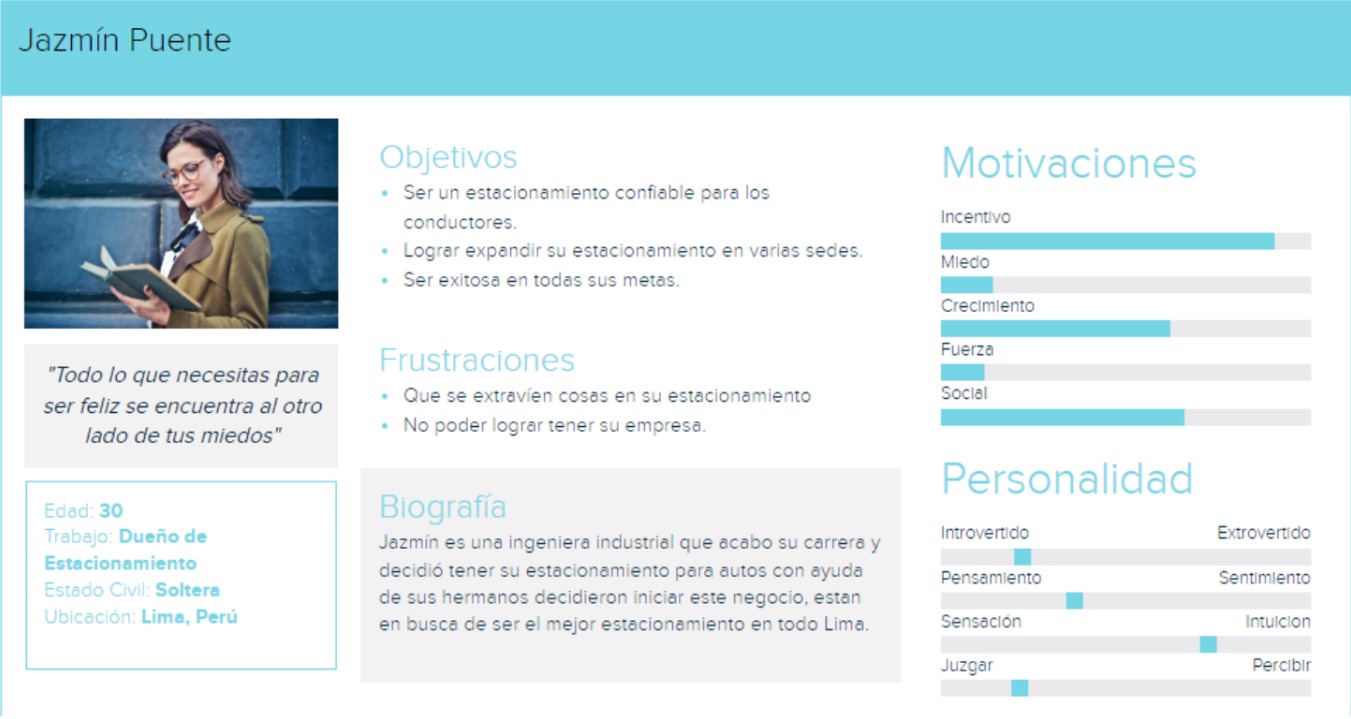 Jazmín Puente
"Todo lo que necesitas para
ser feliz se encuentra al otro
lado de tus miedos"
Edad: 30
Trabajo: Dueño de
Estacionamiento
Estado Civil: Soltera
Ubicación: Lima, Perú
Objetivos
• Ser un estacionamiento confiable para los
conductores.
• Lograr expandir su estacionamiento en varias sedes.
• Ser exitosa en todas sus metas.
Frustraciones
• Que se extravíen cosas en su estacionamiento
• No poder lograr tener su empresa.
Biografía
Jazmín es una ingeniera industrial que acabo su carrera y
decidió tener su estacionamiento para autos con ayuda
de sus hermanos decidieron iniciar este negocio, estan
en busca de ser el mejor estacionamiento en todo Lima.
Motivaciones
Incentivo
Miedo
Crecimiento
Fuerza
Social
Personalidad
Introvertido Extrovertido
Pensamiento Sentimiento
Sensación Intuicion
Juzgar Percibir